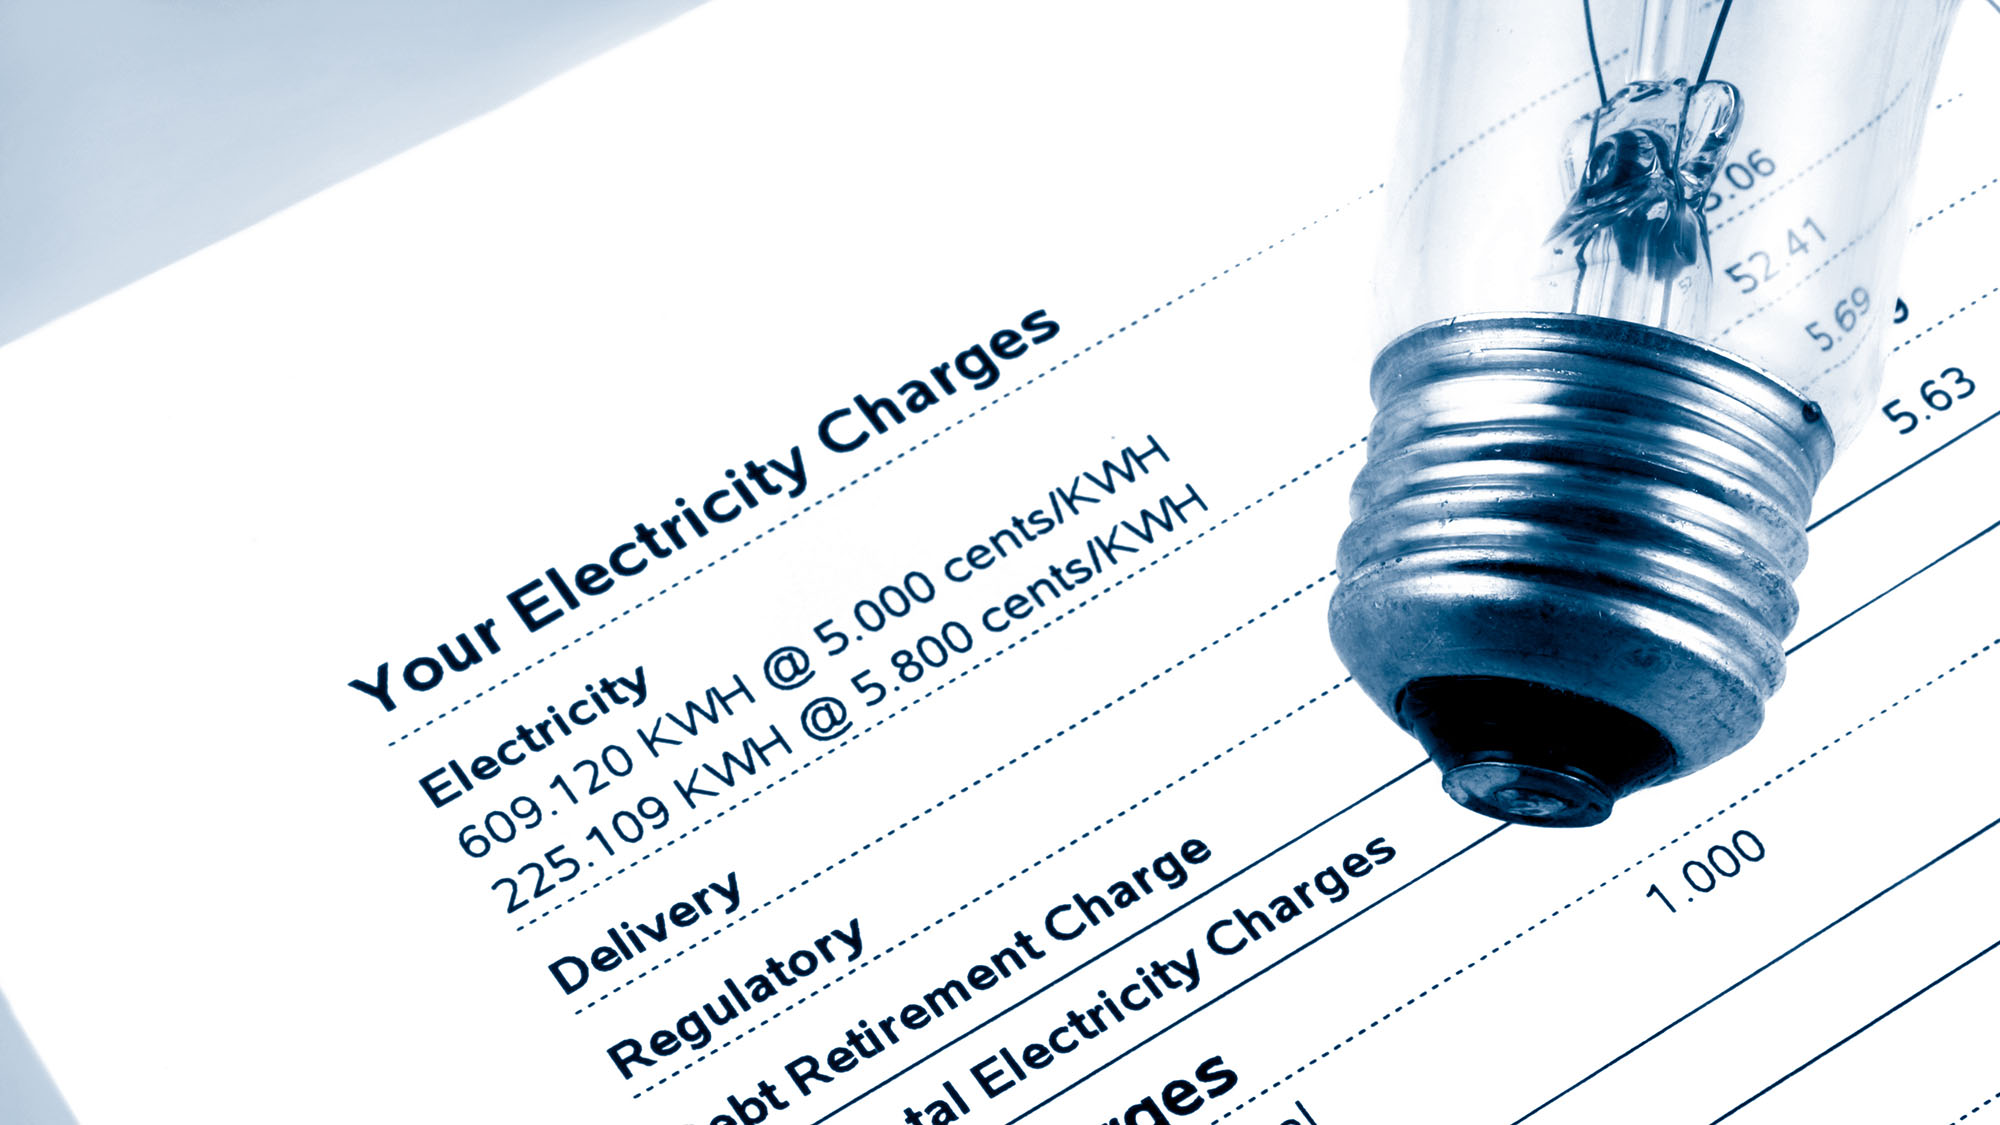 Your Electricity Charges
Electricity
609.120 KWH @ 5.000 cents/KWH
225.109 KWH @ 5.800 cents/KWH
.06
Delivery
52.41
Regulatory
5.69
Retirement Charge
5.63
Electricity Charges
1.000